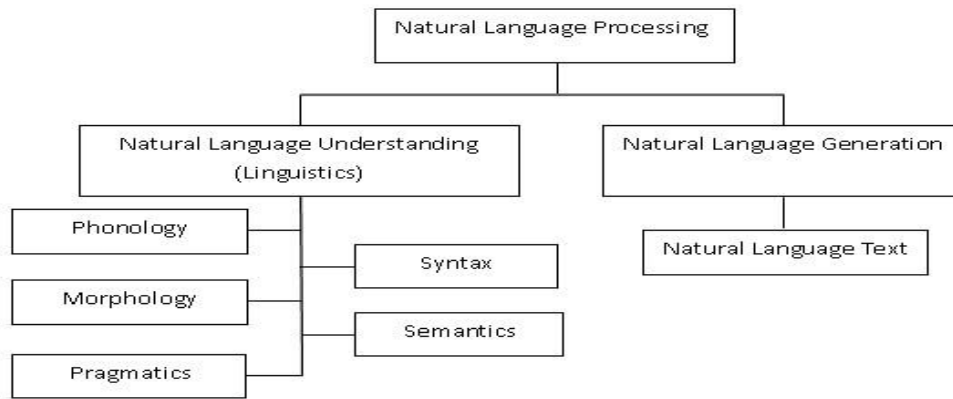 Natural Language Processing
Natural Language Understanding
(Linguistics)
Natural Language Generation
Phonology
Natural Language Text
Syntax
Morphology
Semantics
Pragmatics